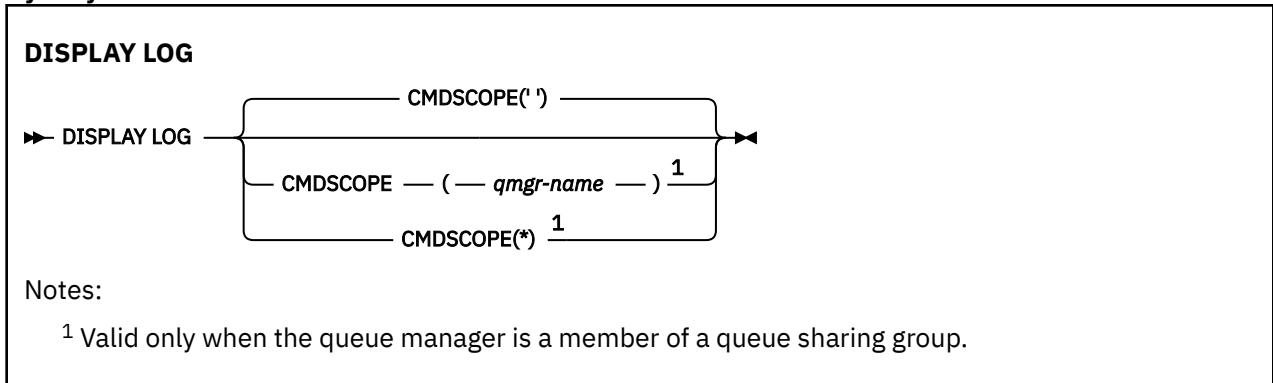 DISPLAY LOG
CMDSCOPE(' ')
DISPLAY LOG
CMDSCOPE ( qmgr-name ) 1
CMDSCOPE(*) 1
Notes:
1 Valid only when the queue manager is a member of a queue sharing group.